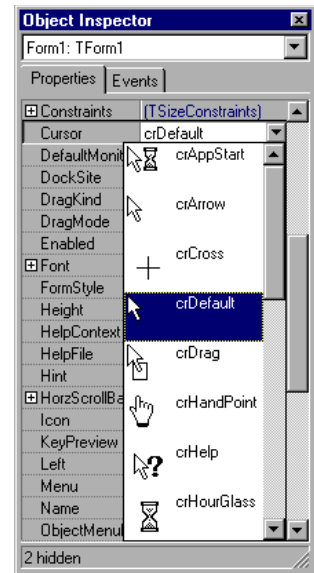 Object Inspector
Form1: TForm1
Properties Events
Constraints (TSizeConstraints)
Cursor crDefault
DefaultMonit crAppStart
DockSite
DragKind crArrow
DragMode
Enabled crCross
Font
FormStyle
Height crDefault
HelpContext
HelpFile crDrag
Hint
HorzScrollBa crHandPoint
Icon
KeyPreview
Left crHelp
Menu
Name crHourGlass
ObjectMenuI
2 hidden